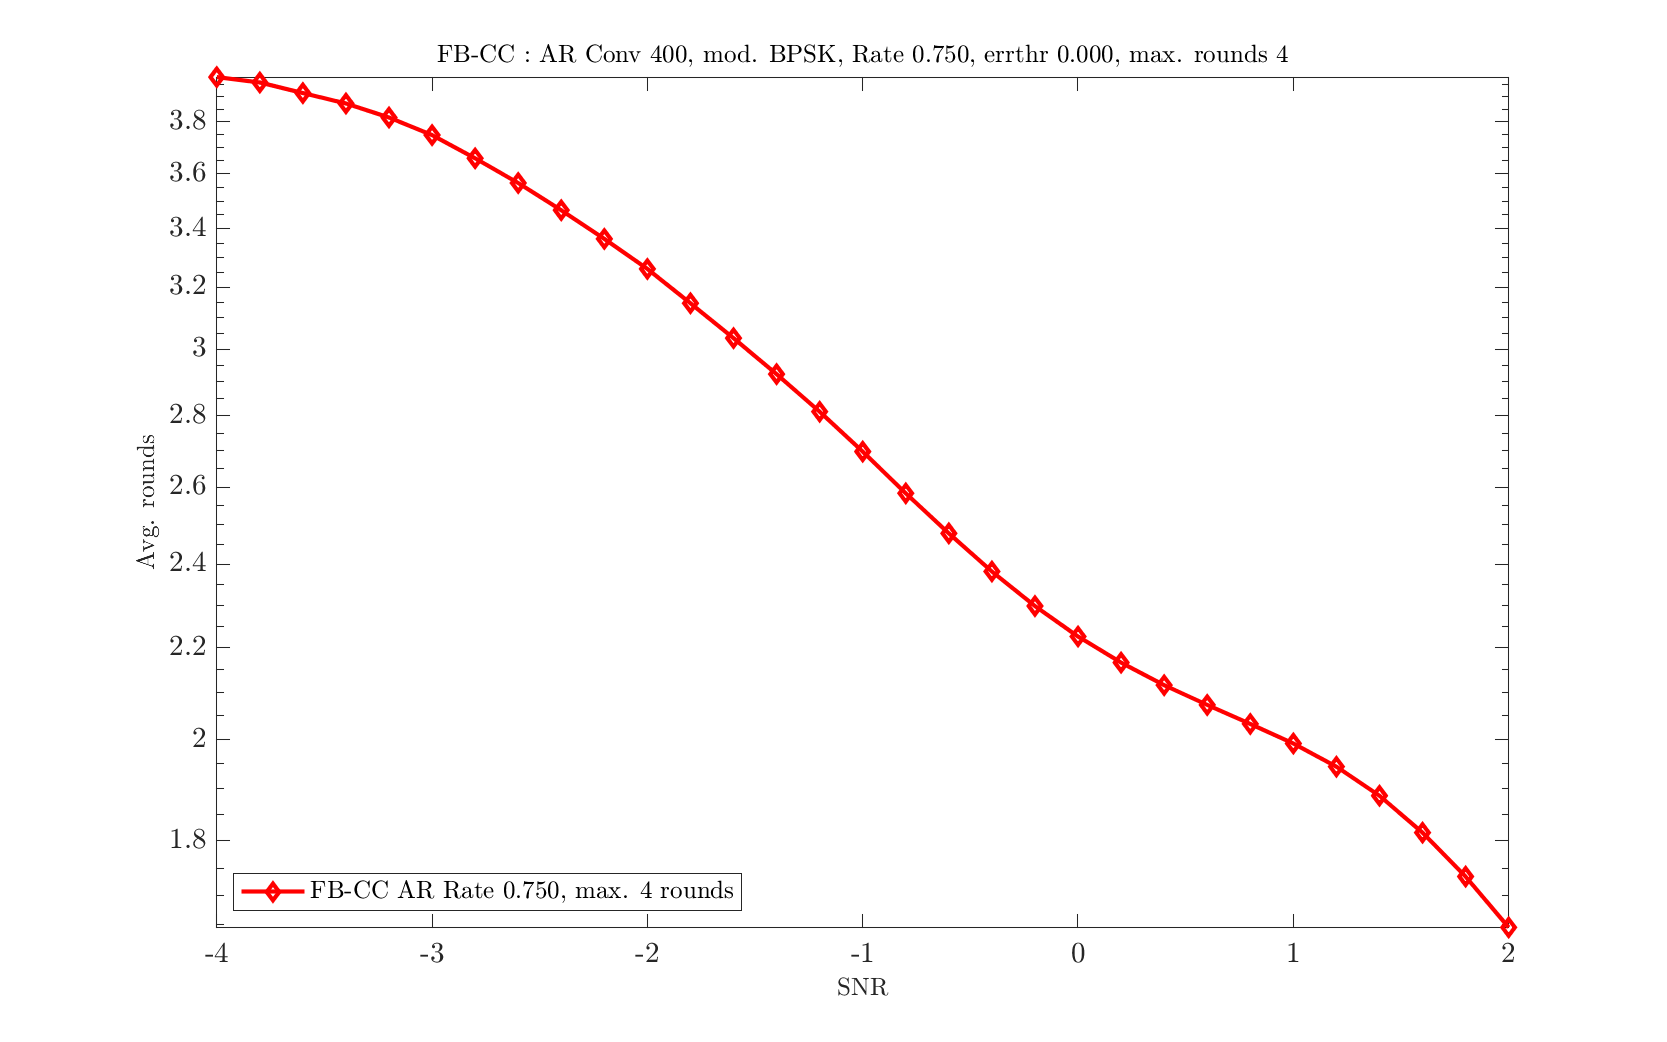 FB-CC : AR Conv 400, mod. BPSK, Rate 0.750, errthr 0.000, max. rounds 4
3.8
3.6
3.4
3.2
3
2.8
2.6
2.4
2.2
2
1.8
Avg. rounds
FB-CC AR Rate 0.750, max. 4 rounds
-4 -3 -2 -1 0 1 2
SNR